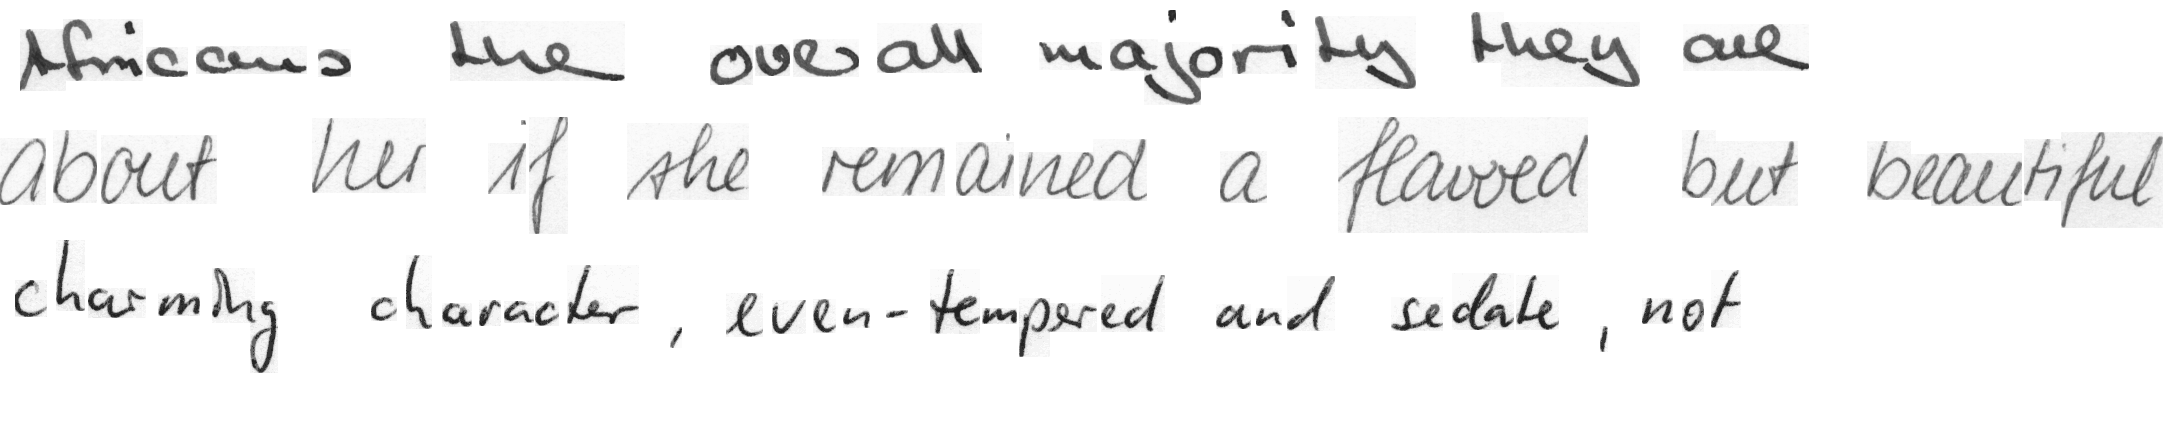 Africans the overall majority they are
about her if she remained a flawed but beautiful
charming character, even-tempered and sedate, not